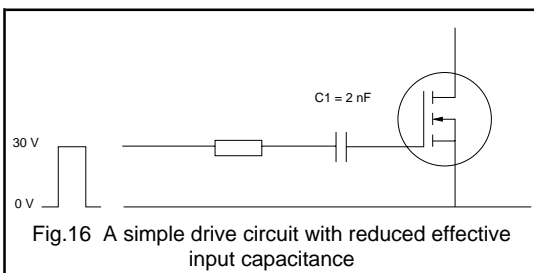 C1 = 2 nF
30 V
0 V
Fig.16 A simple drive circuit with reduced effective
input capacitance